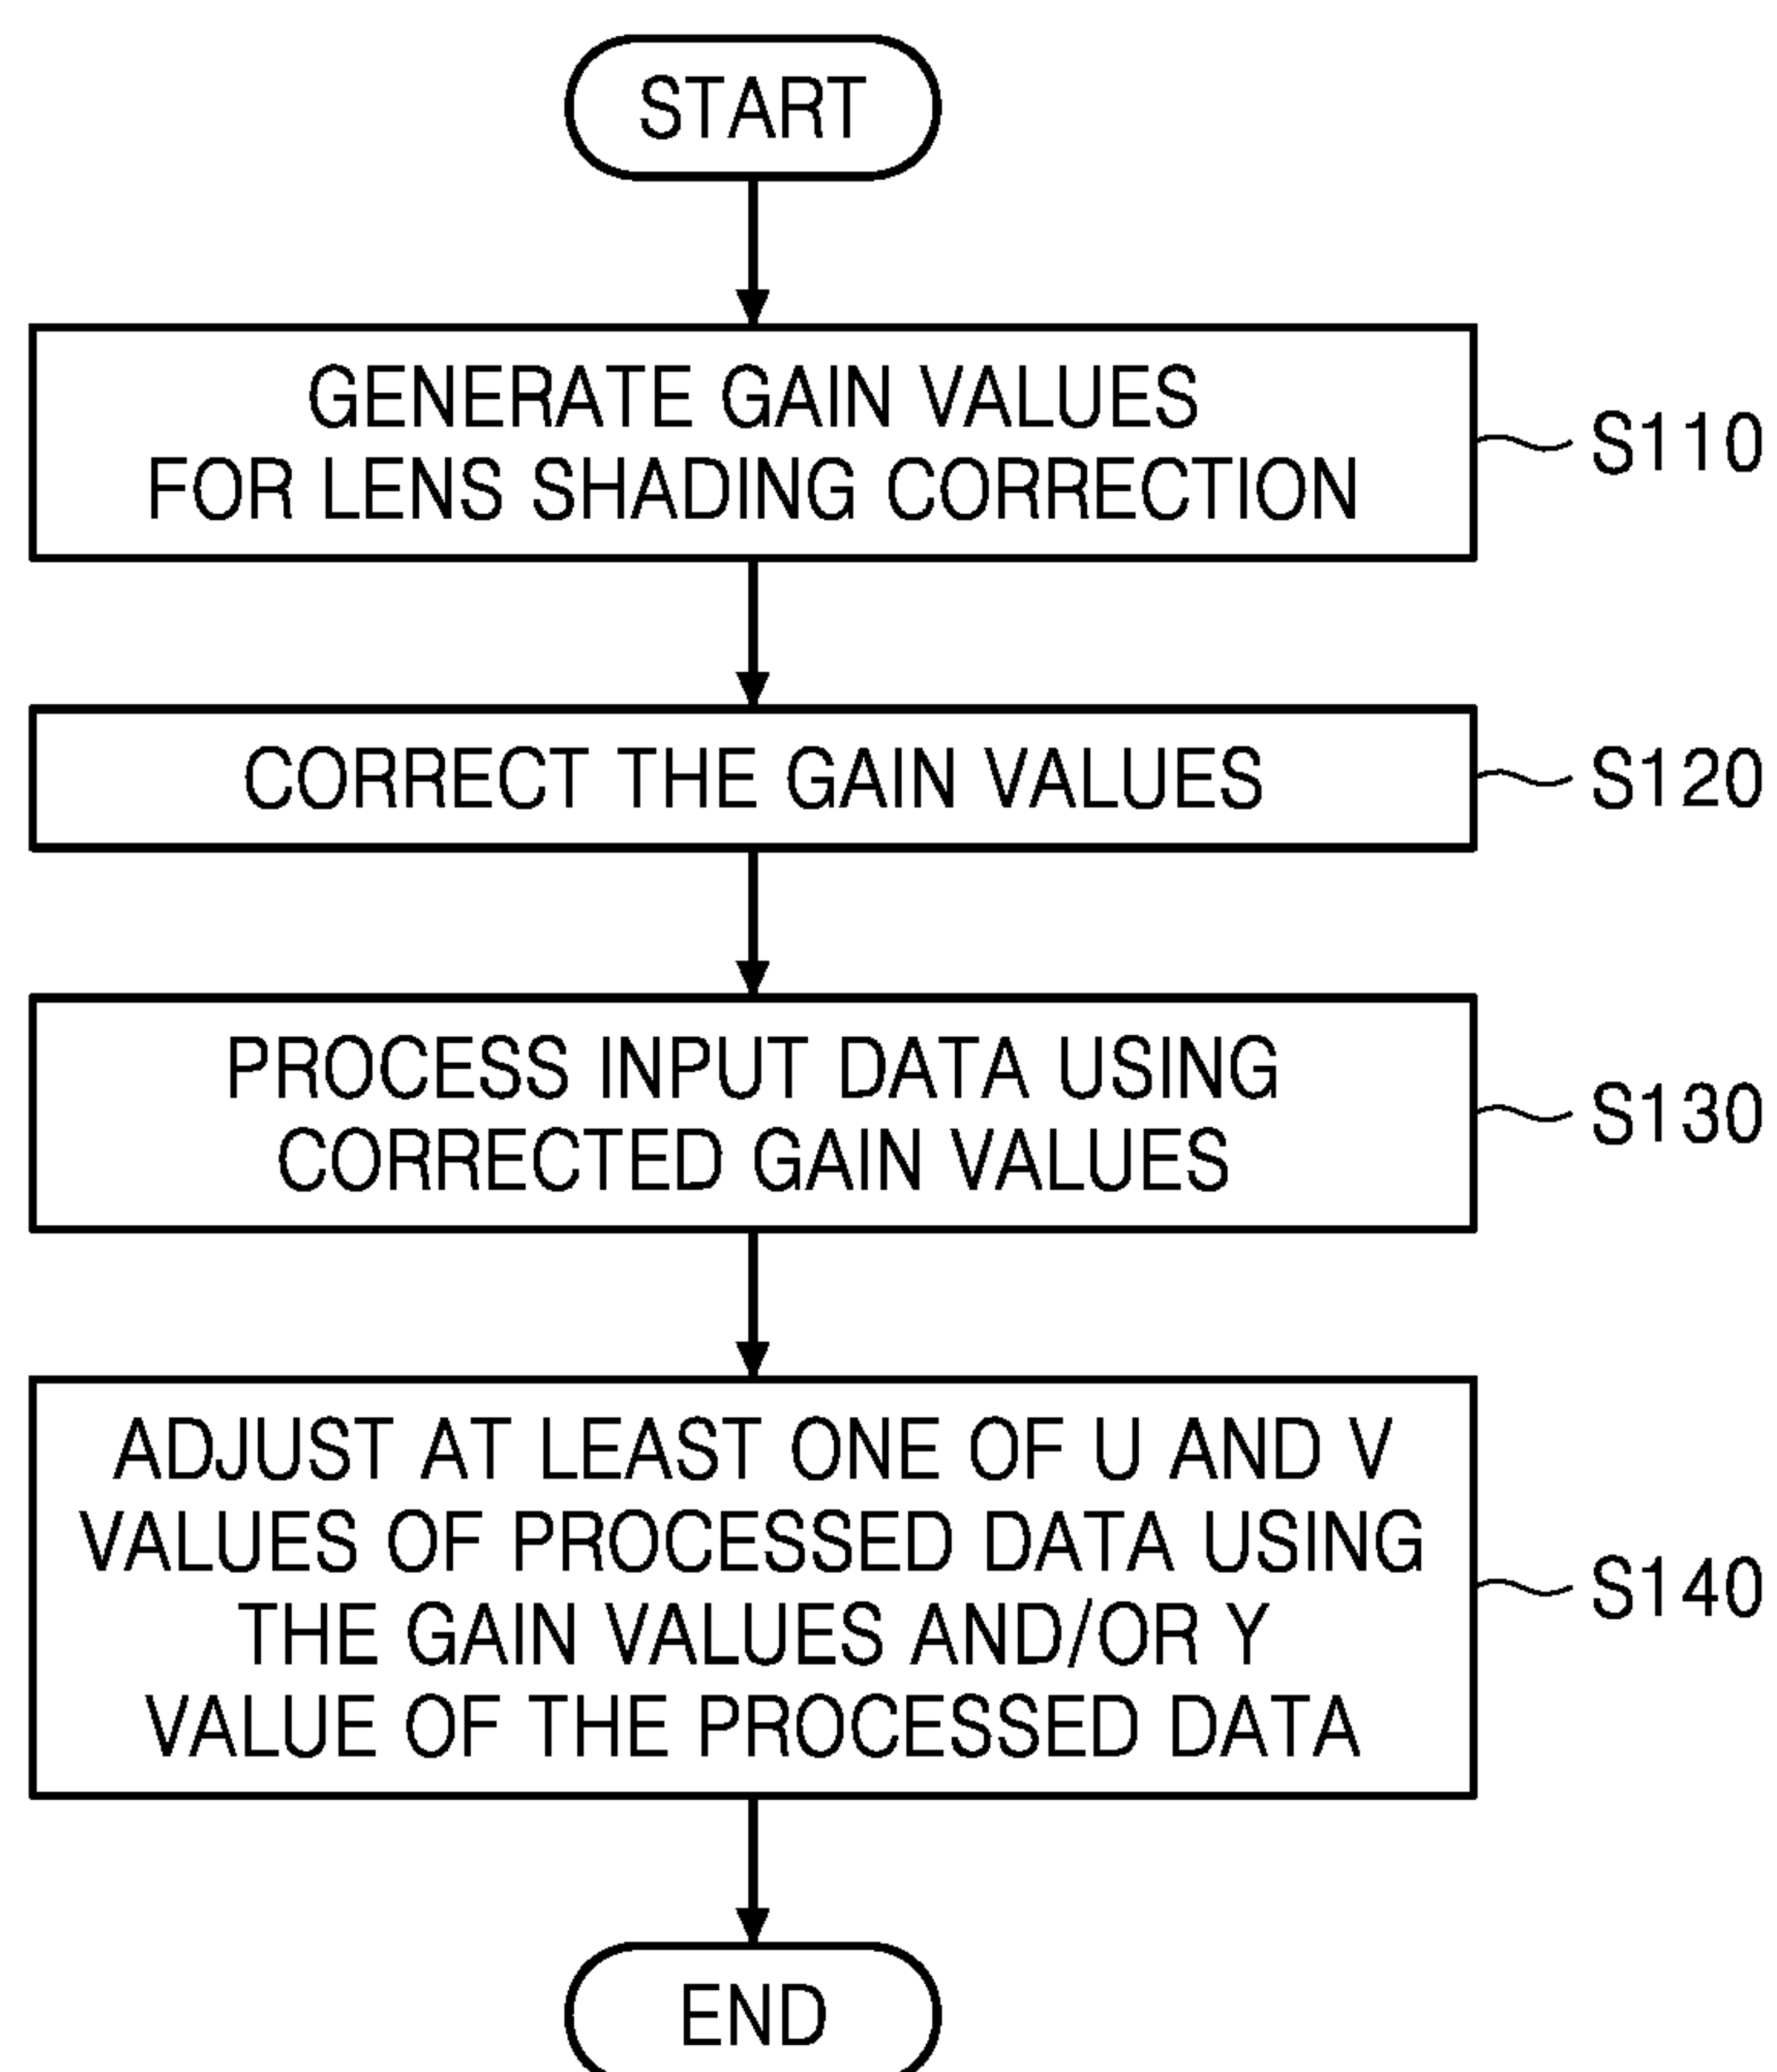 START
GENERATE GAIN VALUES
FOR LENS SHADING CORRECTION
S110
CORRECT THE GAIN VALUES
S120
PROCESS INPUT DATA USING
CORRECTED GAIN VALUES
S130
ADJUST AT LEAST ONE OF U AND V
VALUES OF PROCESSED DATA USING
THE GAIN VALUES AND/OR Y
VALUE OF THE PROCESSED DATA
S140
END